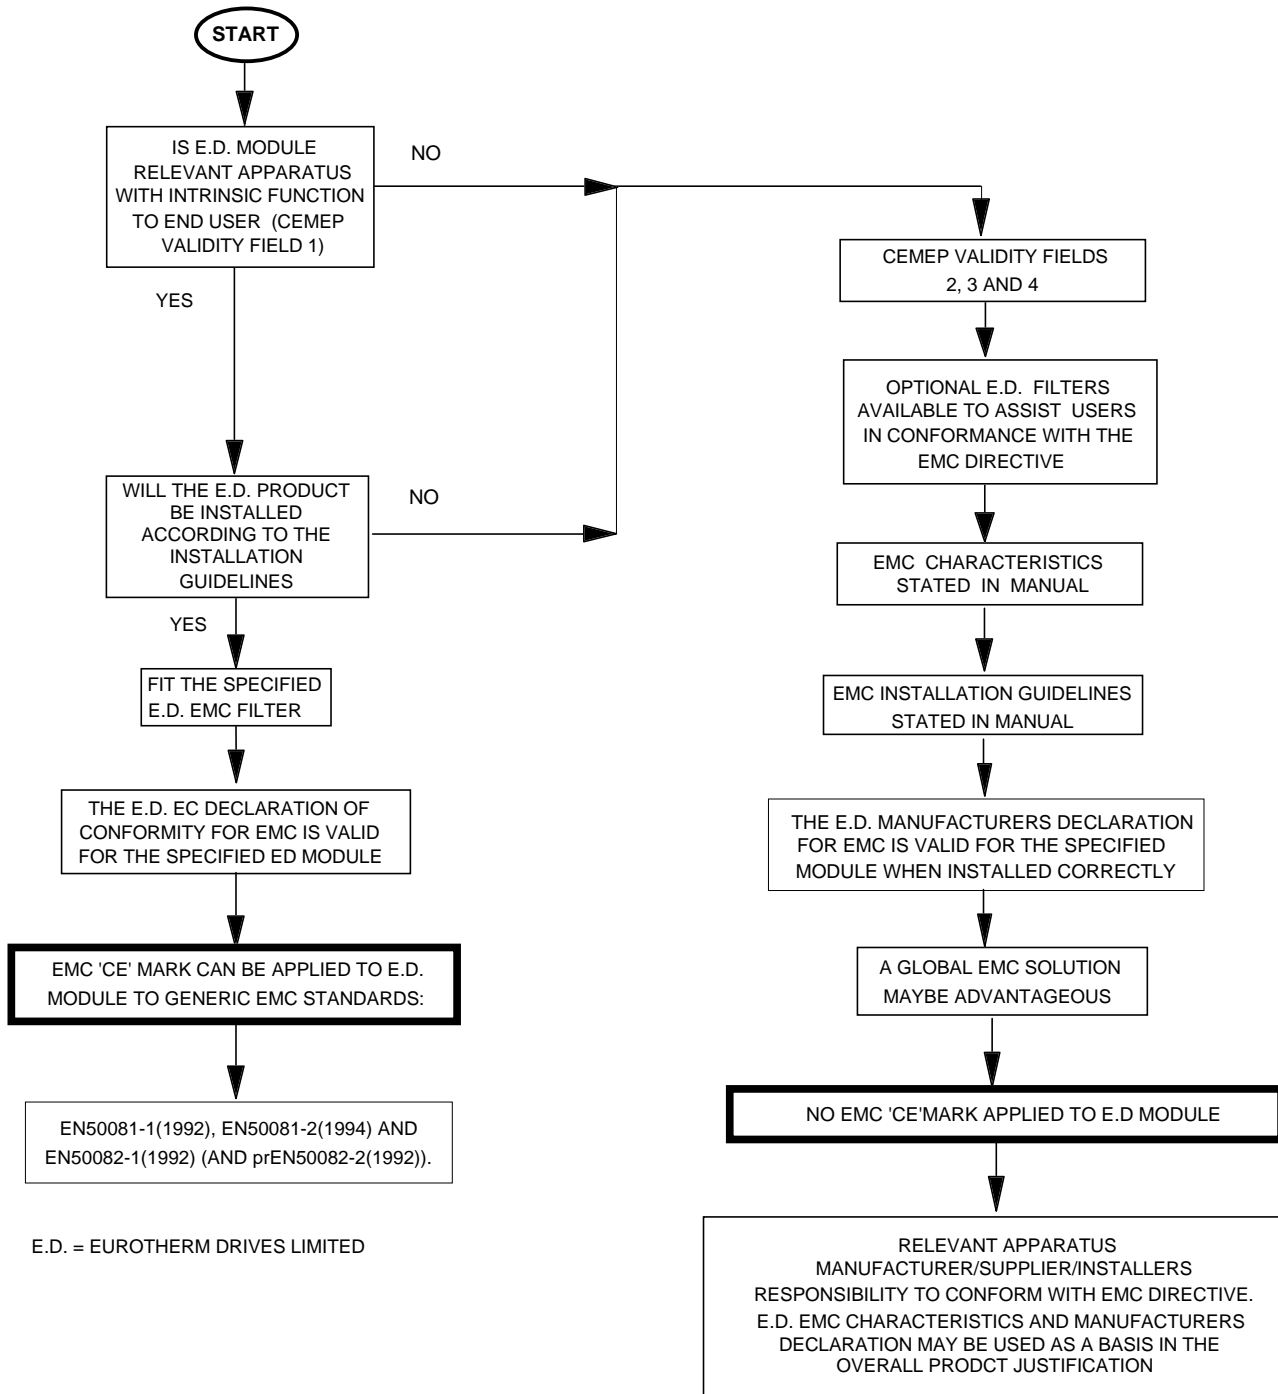 START
IS E.D. MODULE
RELEVANT APPARATUS
WITH INTRINSIC FUNCTION
TO END USER (CEMEP
VALIDITY FIELD 1)
NO
YES
WILL THE E.D. PRODUCT
BE INSTALLED
ACCORDING TO THE
INSTALLATION
GUIDELINES
NO
YES
FIT THE SPECIFIED
E.D. EMC FILTER
THE E.D. EC DECLARATION OF
CONFORMITY FOR EMC IS VALID
FOR THE SPECIFIED ED MODULE
EMC 'CE' MARK CAN BE APPLIED TO E.D.
MODULE TO GENERIC EMC STANDARDS:
EN50081-1(1992), EN50081-2(1994) AND
EN50082-1(1992) (AND prEN50082-2(1992)).
E.D. = EUROTHERM DRIVES LIMITED
CEMEP VALIDITY FIELDS
2, 3 AND 4
OPTIONAL E.D. FILTERS
AVAILABLE TO ASSIST USERS
IN CONFORMANCE WITH THE
EMC DIRECTIVE
EMC CHARACTERISTICS
STATED IN MANUAL
EMC INSTALLATION GUIDELINES
STATED IN MANUAL
THE E.D. MANUFACTURERS DECLARATION
FOR EMC IS VALID FOR THE SPECIFIED
MODULE WHEN INSTALLED CORRECTLY
A GLOBAL EMC SOLUTION
MAYBE ADVANTAGEOUS
NO EMC 'CE'MARK APPLIED TO E.D MODULE
RELEVANT APPARATUS
MANUFACTURER/SUPPLIER/INSTALLERS
RESPONSIBILITY TO CONFORM WITH EMC DIRECTIVE.
E.D. EMC CHARACTERISTICS AND MANUFACTURERS
DECLARATION MAY BE USED AS A BASIS IN THE
OVERALL PRODCT JUSTIFICATION